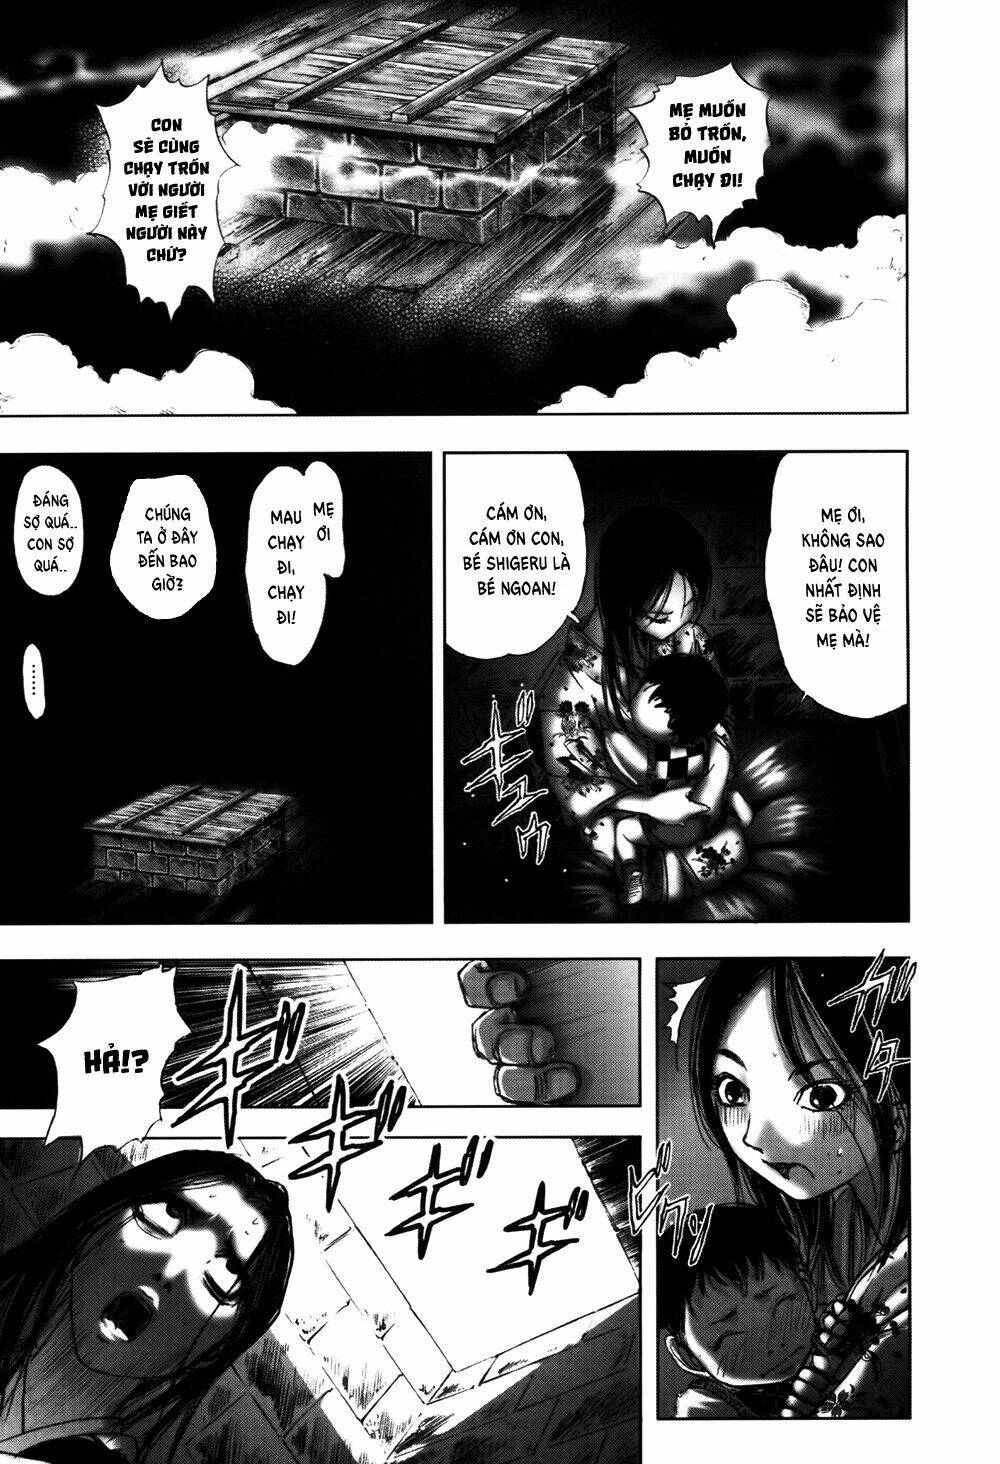 MẸ MUỐN
BỎ TRỐN,
MUỐN
CHẠY ĐI!
CON
SẼ CÙNG
CHẠY TRỐN
VỚI NGƯỜI
MẸ GIẾT
NGƯỜI NÀY
CHỨ?
MẸ ƠI,
KHÔNG SAO
ĐÂU! CON
NHẤT ĐỊNH
SẼ BẢO VỆ
MẸ MÀ!
CÁM ƠN,
CÁM ƠN CON,
BÉ SHIGERU LÀ
BÉ NGOAN!
ギュウ
MẸ
ƠI
MAU
CHẠY
ĐI,
CHẠY
ĐI!
CHÚNG
TA Ở ĐÂY
ĐẾN BAO
GIỜ?
ĐÁNG
SỢ QUÁ..
CON SỢ
QUÁ..
........
ガタ
ビクッ
ギギギギ
HẢ!?